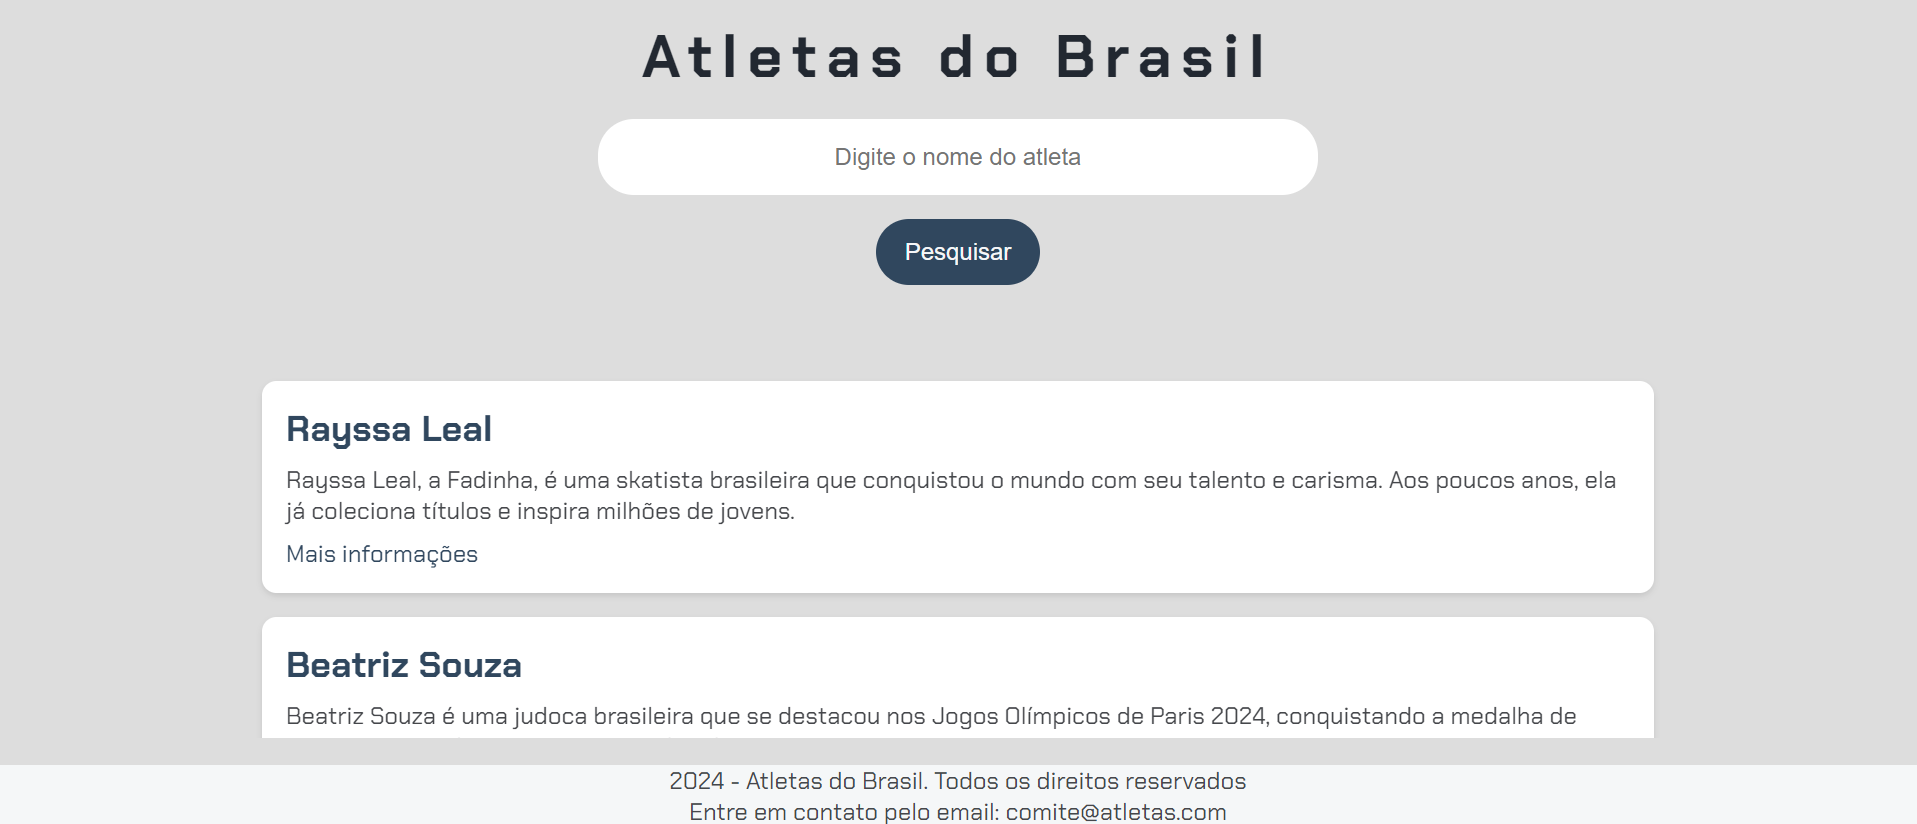 Atletas do Brasil
Digite o nome do atleta
Pesquisar
Rayssa Leal
Rayssa Leal, a Fadinha, é uma skatista brasileira que conquistou o mundo com seu talento e carisma. Aos poucos anos, ela
já coleciona títulos e inspira milhões de jovens.
Mais informações
Beatriz Souza
Beatriz Souza é uma judoca brasileira que se destacou nos Jogos Olímpicos de Paris 2024, conquistando a medalha de
2024 - Atletas do Brasil. Todos os direitos reservados
Entre em contato pelo email: comite@atletas.com